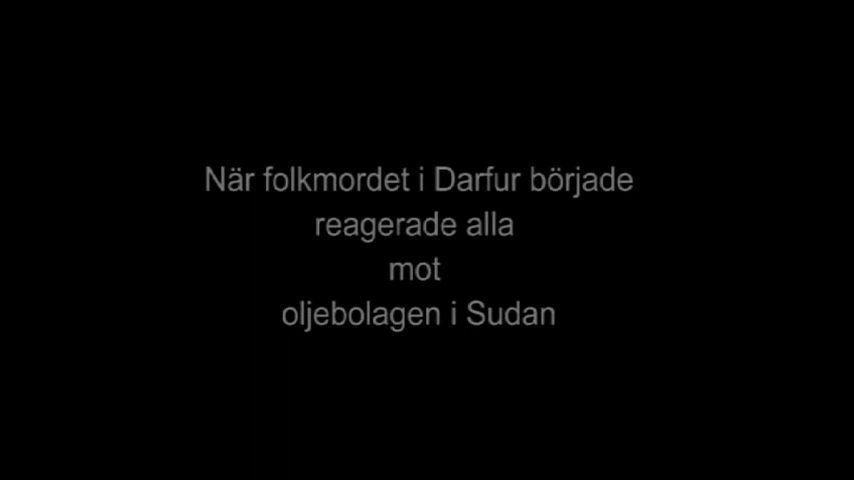 När folkmordet i Darfur började
reagerade alla
mot
oljebolagen i Sudan